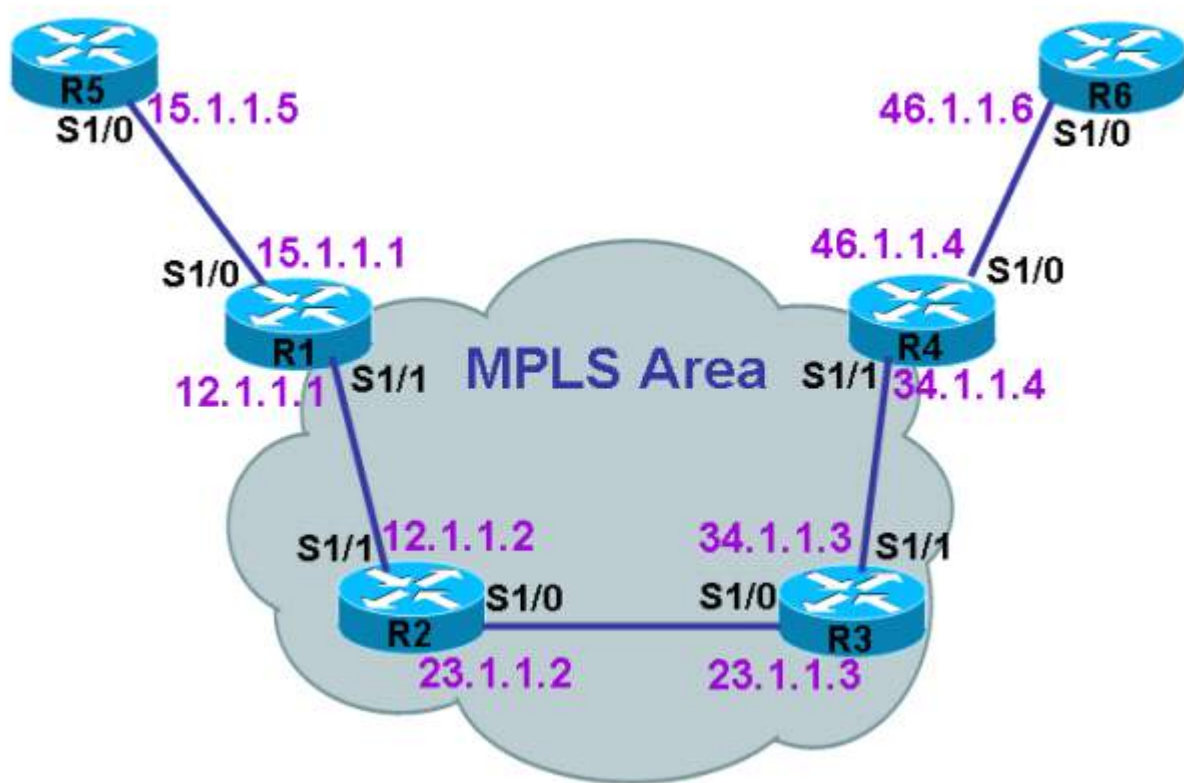 R5
15.1.1.5
S1/0
R6
46.1.1.6
S1/0
S1/0
15.1.1.1
R1
12.1.1.1
S1/1
MPLS Area
46.1.1.4
S1/0
R4
S1/1
34.1.1.4
S1/1
12.1.1.2
S1/0
R2
23.1.1.2
34.1.1.3
S1/1
S1/0
R3
23.1.1.3